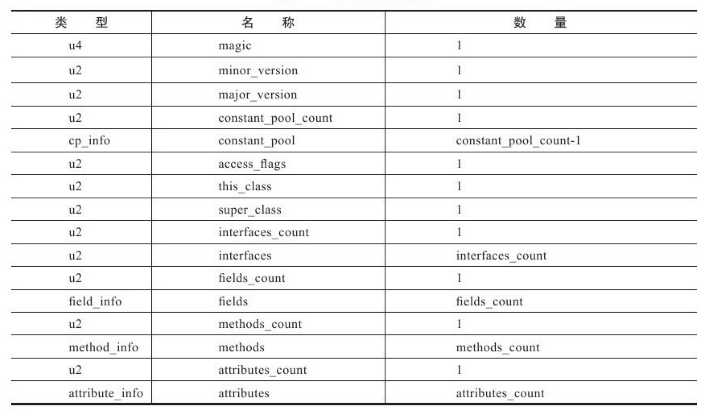 类 型 名 称 数 量
u4 magic 1
u2 minor_version 1
u2 major_version 1
u2 constant_pool_count 1
cp_info constant_pool constant_pool_count-1
u2 access_flags 1
u2 this_class 1
u2 super_class 1
u2 interfaces_count 1
u2 interfaces interfaces_count
u2 fields_count 1
field_info fields fields_count
u2 methods_count 1
method_info methods methods_count
u2 attributes_count 1
attribute_info attributes attributes_count